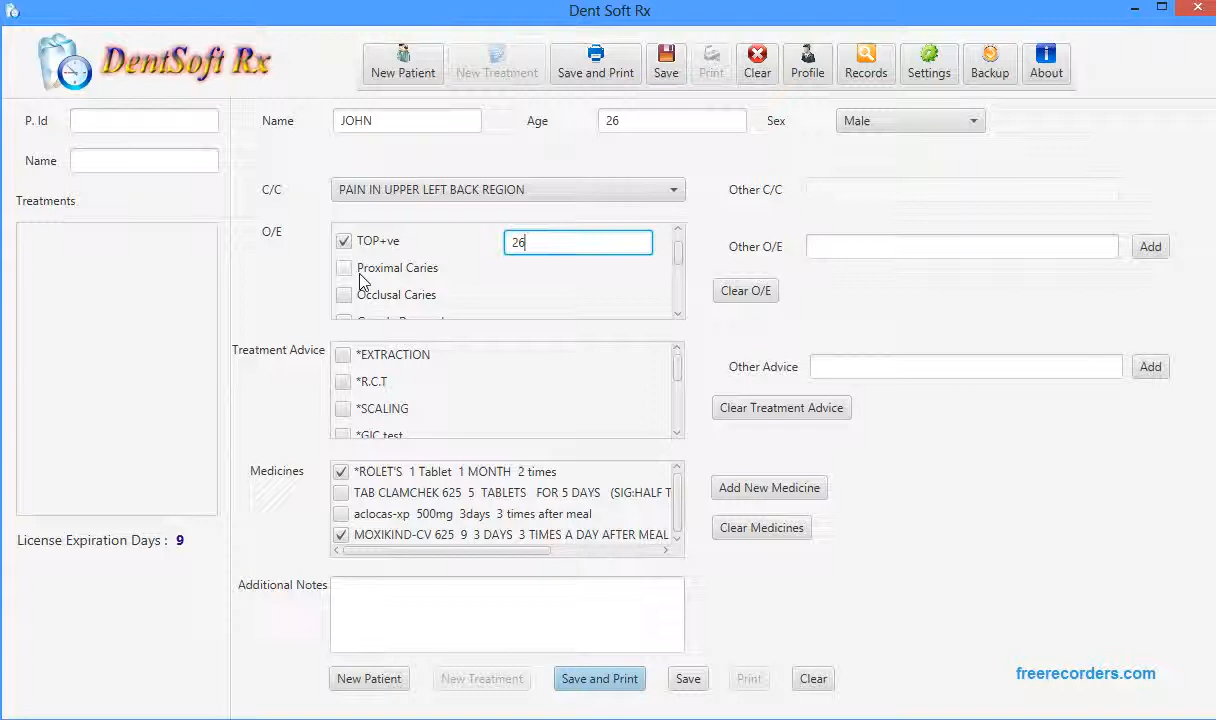 Dent Soft Rx
DentSoft Rx
New Patient
New Treatment
Save and Print
Save
Print
Clear
Profile
Records
Settings
Backup
About
P. Id
Name
Treatments
License Expiration Days : 9
Name JOHN Age 26 Sex Male
C/C PAIN IN UPPER LEFT BACK REGION Other C/C
O/E TOP+ve 26 Other O/E Add
Proximal Caries
Occlusal Caries
Clear O/E
Treatment Advice *EXTRACTION Other Advice Add
*R.C.T
*SCALING
*GIC test
Clear Treatment Advice
Medicines *ROLET'S 1 Tablet 1 MONTH 2 times
TAB CLAMCHEK 625 5 TABLETS FOR 5 DAYS (SIG:HALF T
aclocas-xp 500mg 3days 3 times after meal
MOXIKIND-CV 625 9 3 DAYS 3 TIMES A DAY AFTER MEAL
Add New Medicine
Clear Medicines
Additional Notes
New Patient New Treatment Save and Print Save Print Clear
freerecorders.com